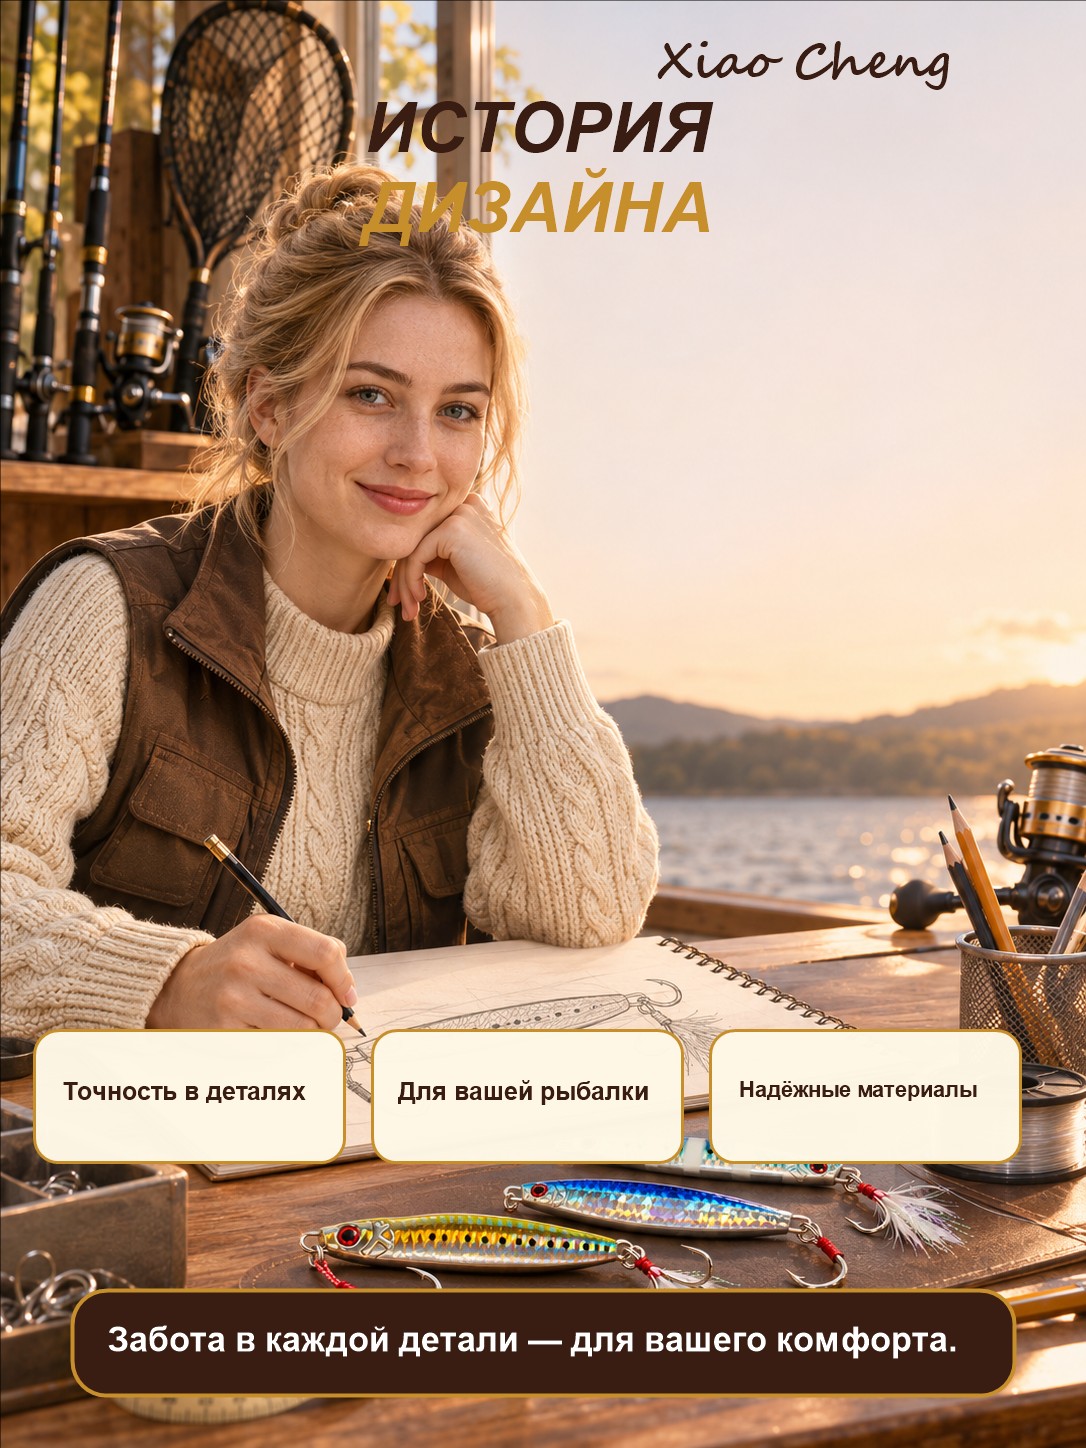 Xiao Cheng
ИСТОРИЯ
ДИЗАЙНА
Точность в деталях
Для вашей рыбалки
Надёжные материалы
Забота в каждой детали — для вашего комфорта.